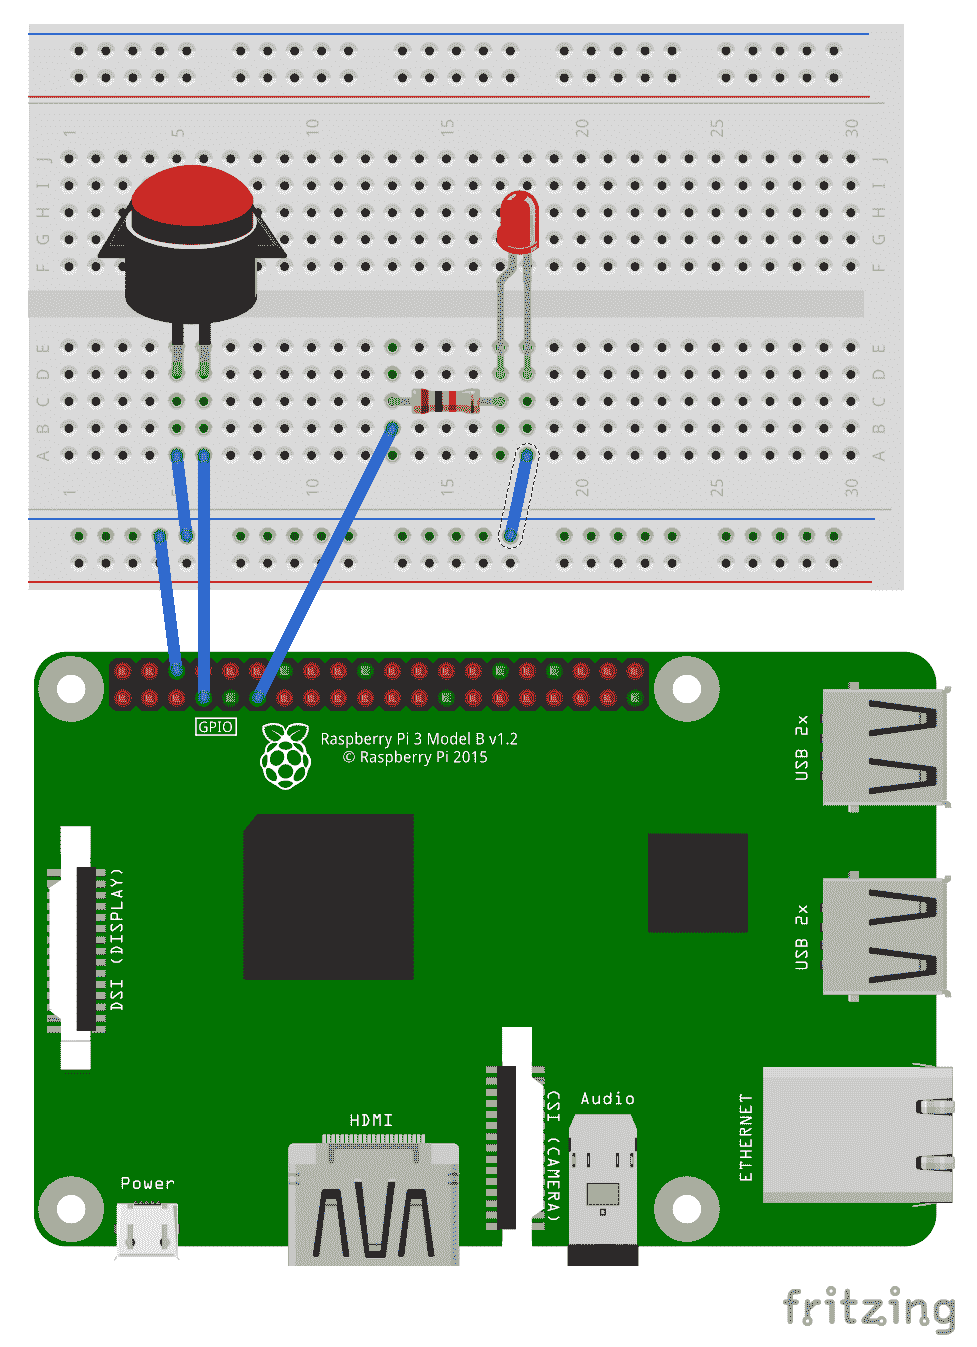 1 5 10 15 20 25 30
J J
I I
H H
G G
F F
E E
D D
C C
B B
A A
1 5 10 15 20 25 30
GPIO
Raspberry Pi 3 Model B v1.2
© Raspberry Pi 2015
USB 2x
DSI (DISPLAY)
USB 2x
HDMI
CSI (CAMERA)
Audio
ETHERNET
Power
fritzing